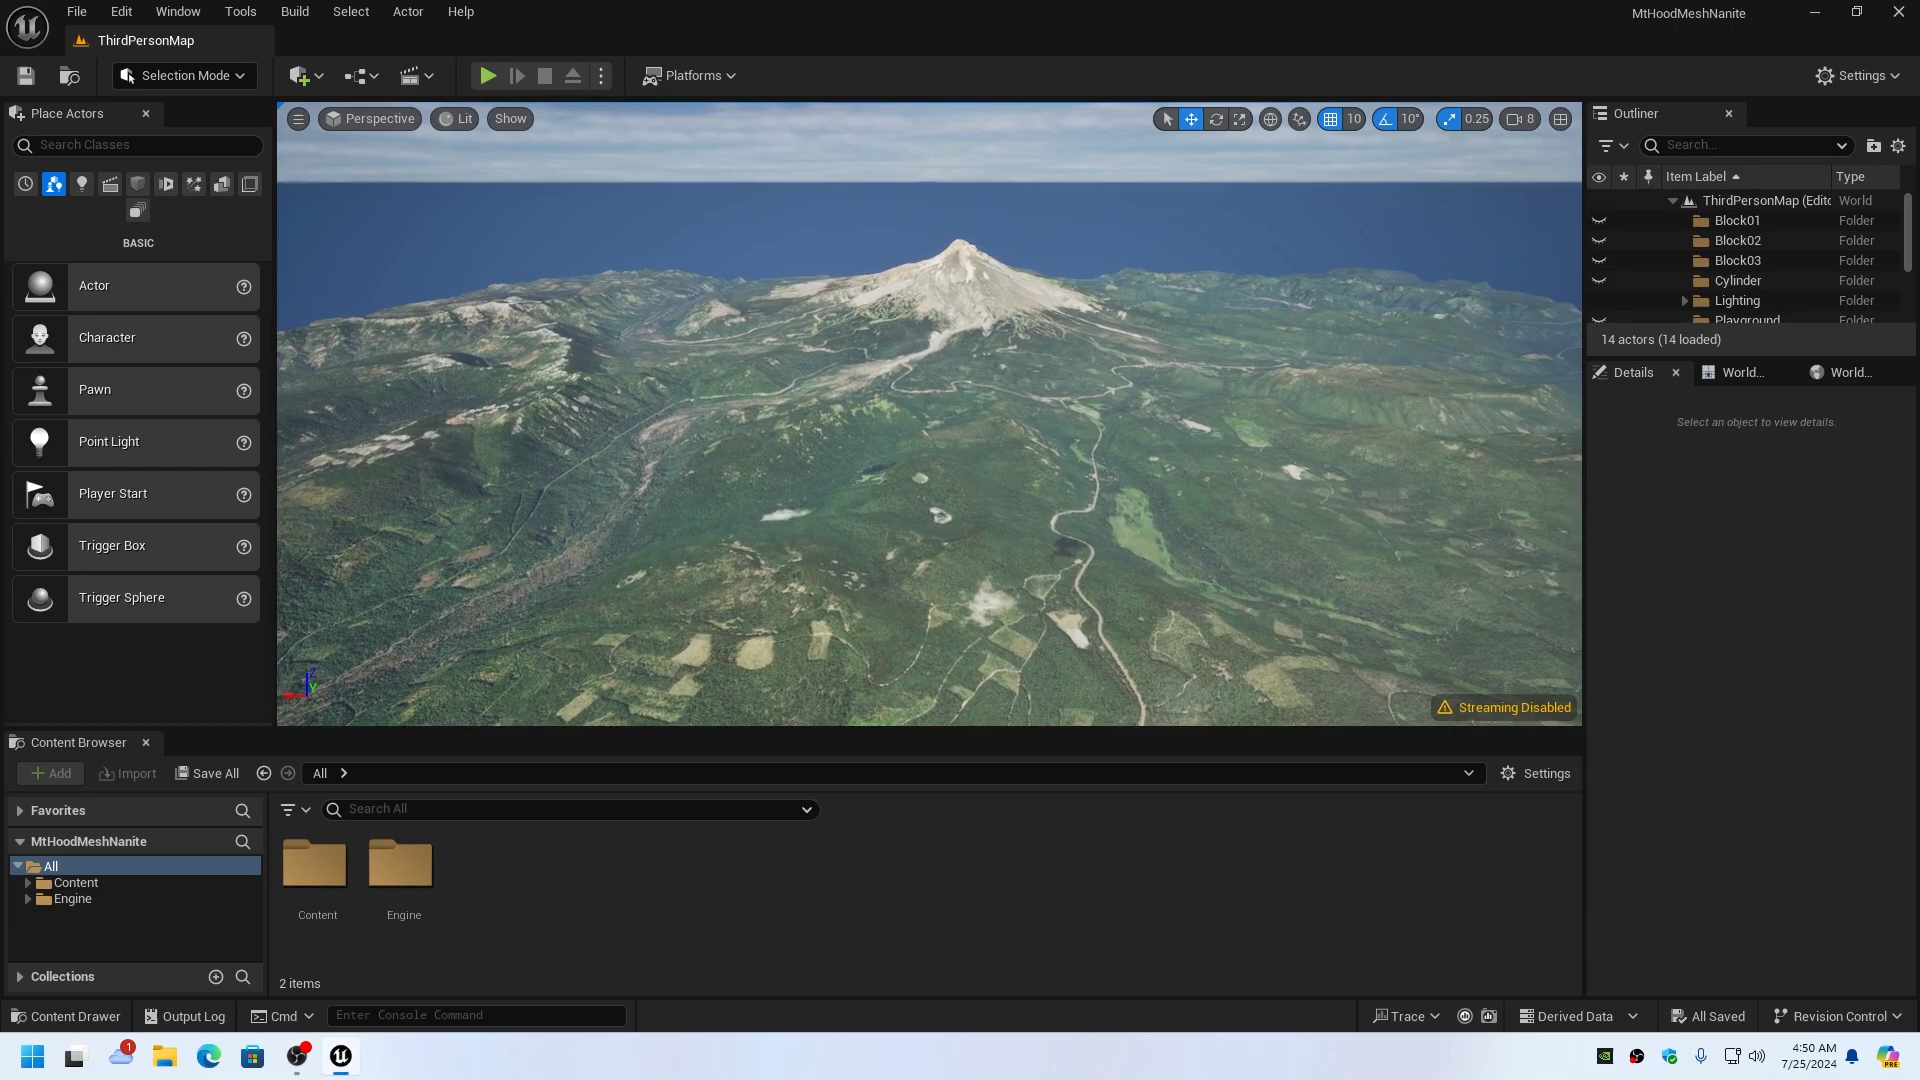 File Edit Window Tools Build Select Actor Help
MtHoodMeshNanite
ThirdPersonMap
Selection Mode
Platforms
Settings
Place Actors
Search Classes
BASIC
Actor
Character
Pawn
Point Light
Player Start
Trigger Box
Trigger Sphere
Perspective
Lit
Show
10
10°
0.25
8
Z
Y
Streaming Disabled
Outliner
Search...
Item Label
Type
ThirdPersonMap (Edito World
Block01 Folder
Block02 Folder
Block03 Folder
Cylinder Folder
Lighting Folder
Playground Folder
14 actors (14 loaded)
Details
World...
World...
Select an object to view details.
Content Browser
Add
Import
Save All
All
Settings
Favorites
MtHoodMeshNanite
All
Content
Engine
Collections
Search All
Content
Engine
2 items
Content Drawer
Output Log
Cmd
Enter Console Command
Trace
Derived Data
All Saved
Revision Control
1
4:50 AM
7/25/2024
PRE